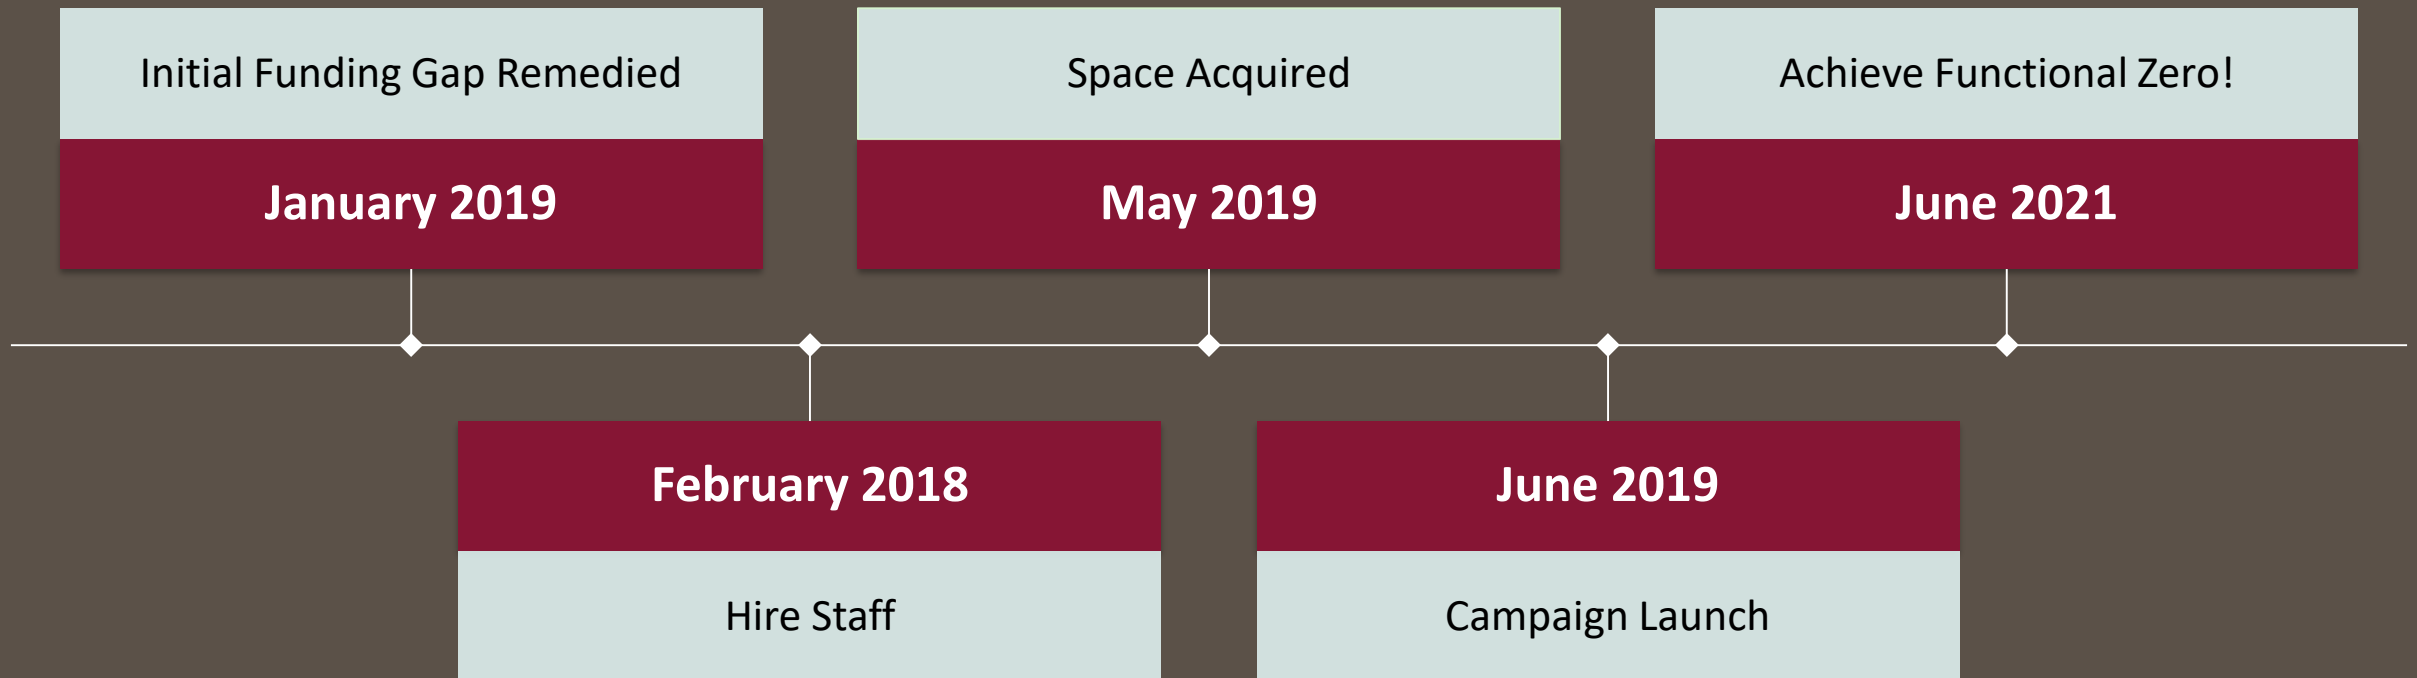 Initial Funding Gap Remedied
January 2019
February 2018
Hire Staff
Space Acquired
May 2019
June 2019
Campaign Launch
Achieve Functional Zero!
June 2021